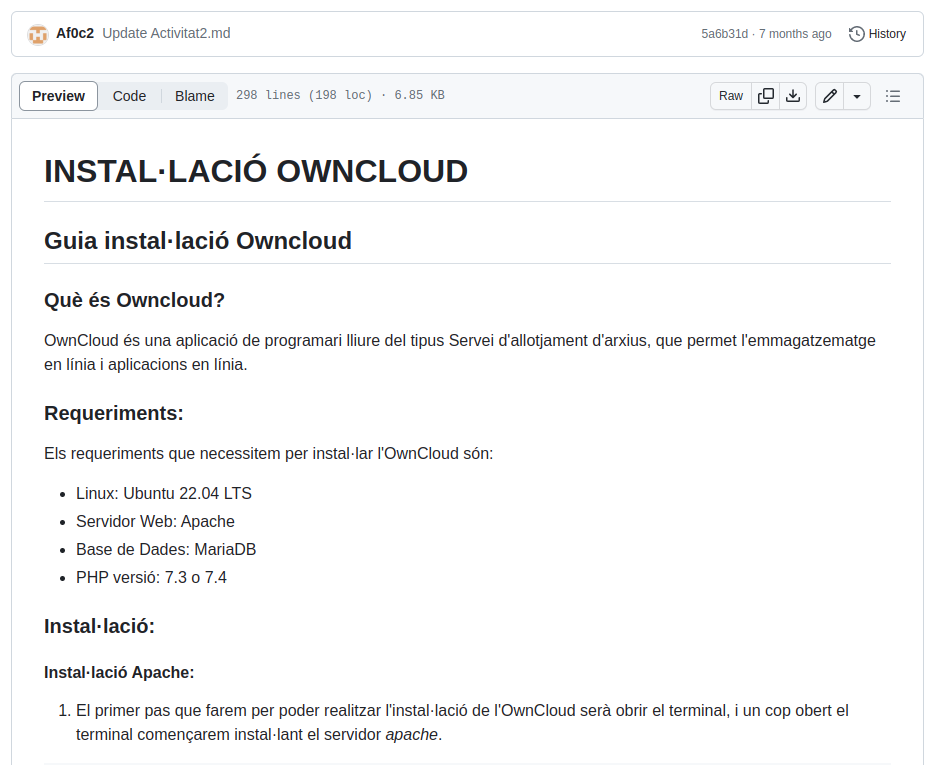 Af0c2 Update Activitat2.md 5a6b31d · 7 months ago History
Preview Code Blame 298 lines (198 loc) · 6.85 KB Raw
INSTAL·LACIÓ OWNCLOUD
Guia instal·lació Owncloud
Què és Owncloud?
OwnCloud és una aplicació de programari lliure del tipus Servei d'allotjament d'arxius, que permet l'emmagatzematge
en línia i aplicacions en línia.
Requeriments:
Els requeriments que necessitem per instal·lar l'OwnCloud són:
• Linux: Ubuntu 22.04 LTS
• Servidor Web: Apache
• Base de Dades: MariaDB
• PHP versió: 7.3 o 7.4
Instal·lació:
Instal·lació Apache:
1. El primer pas que farem per poder realitzar l'instal·lació de l'OwnCloud serà obrir el terminal, i un cop obert el
terminal començarem instal·lant el servidor apache.